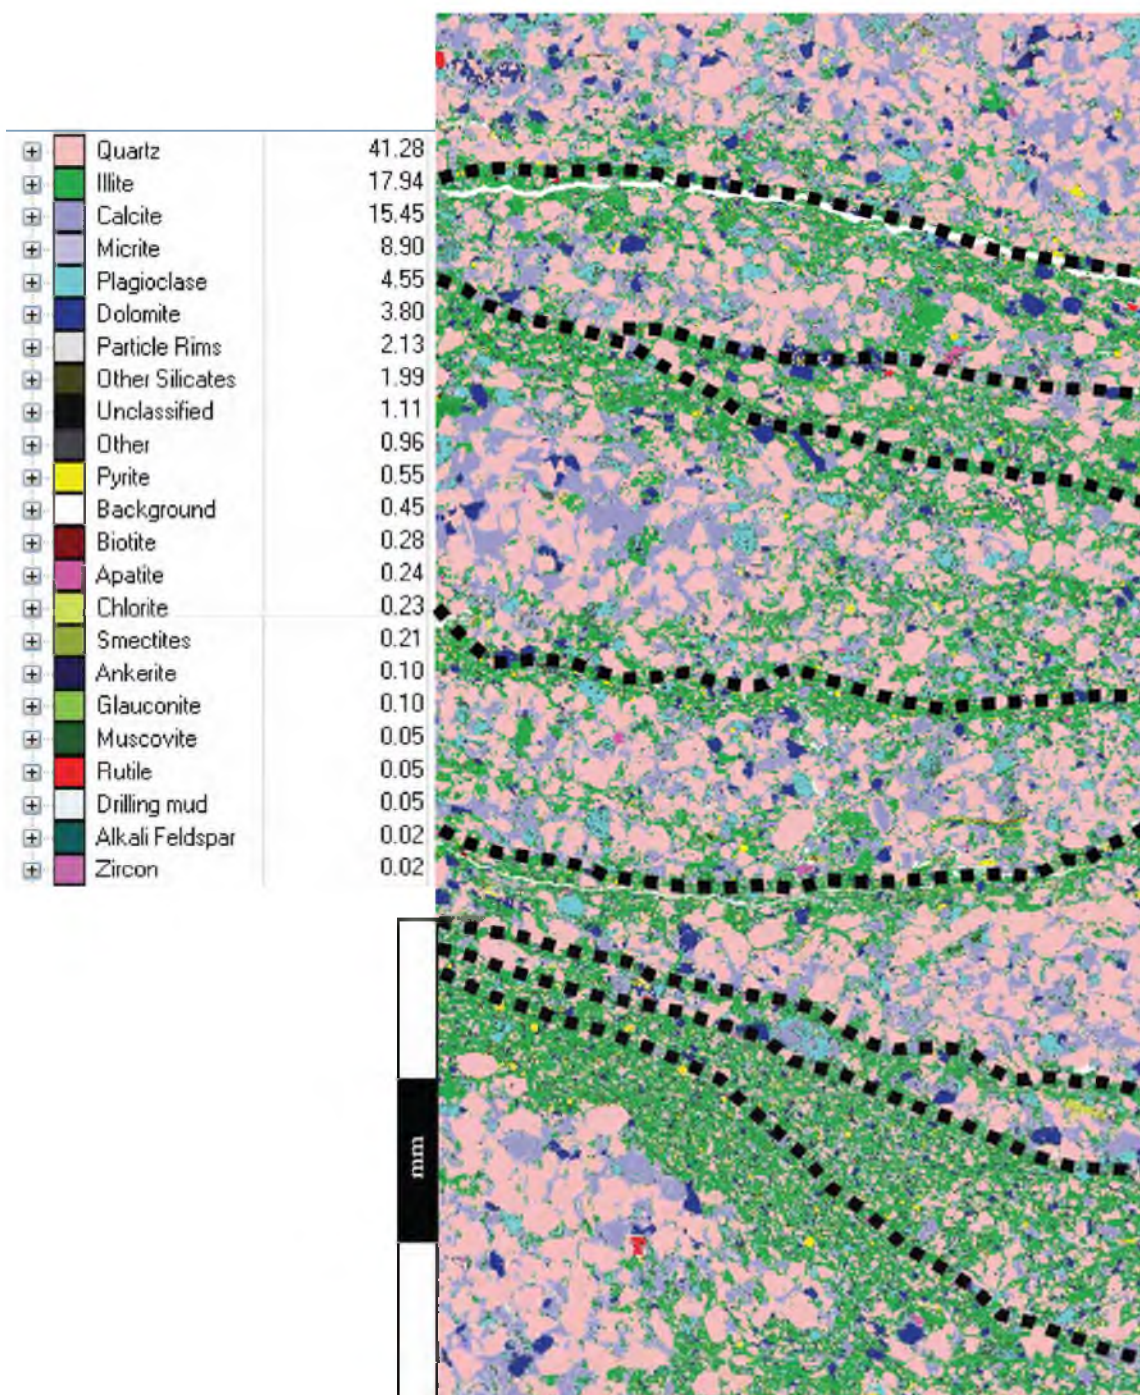 Quartz 41.28
Illite 17.94
Calcite 15.45
Micrite 8.90
Plagioclase 4.55
Dolomite 3.80
Particle Rims 2.13
Other Silicates 1.99
Unclassified 1.11
Other 0.96
Pyrite 0.55
Background 0.45
Biotite 0.28
Apatite 0.24
Chlorite 0.23
Smectites 0.21
Ankerite 0.10
Glauconite 0.10
Muscovite 0.05
Rutile 0.05
Drilling mud 0.05
Alkali Feldspar 0.02
Zircon 0.02
mm